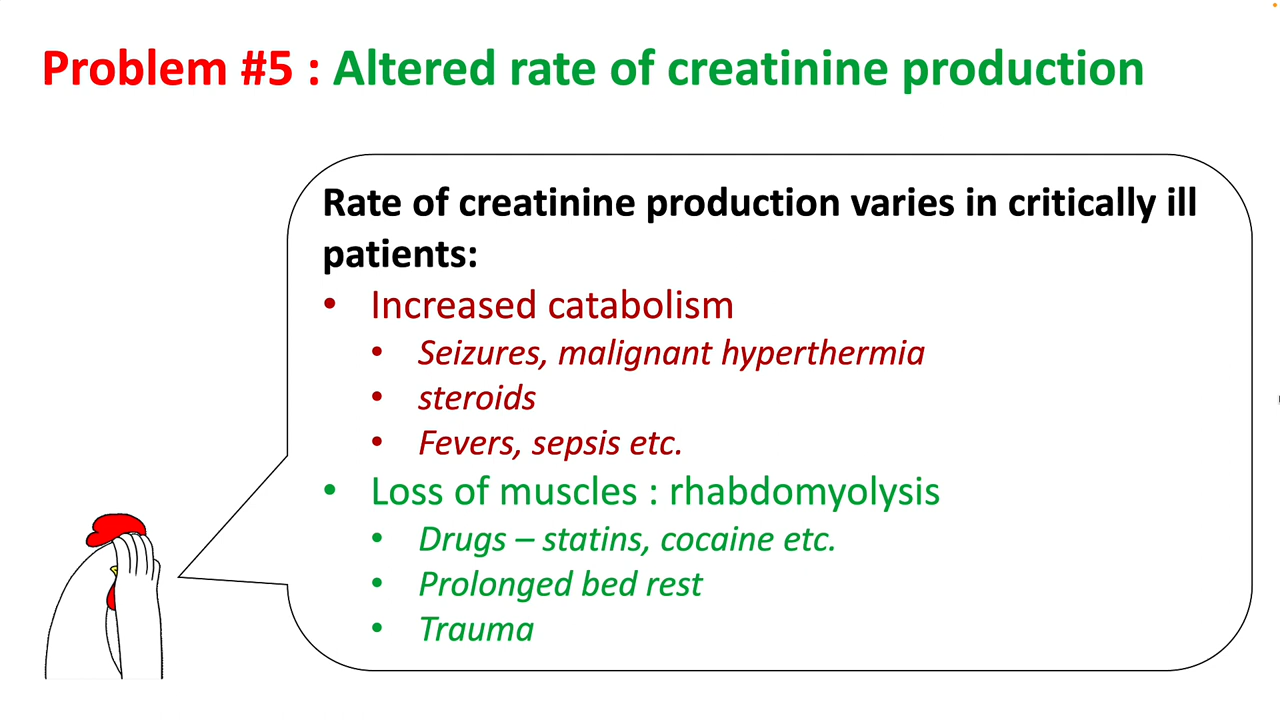 Problem #5 : Altered rate of creatinine production
Rate of creatinine production varies in critically ill
patients:
• Increased catabolism
• Seizures, malignant hyperthermia
• steroids
• Fevers, sepsis etc.
• Loss of muscles : rhabdomyolysis
• Drugs – statins, cocaine etc.
• Prolonged bed rest
• Trauma